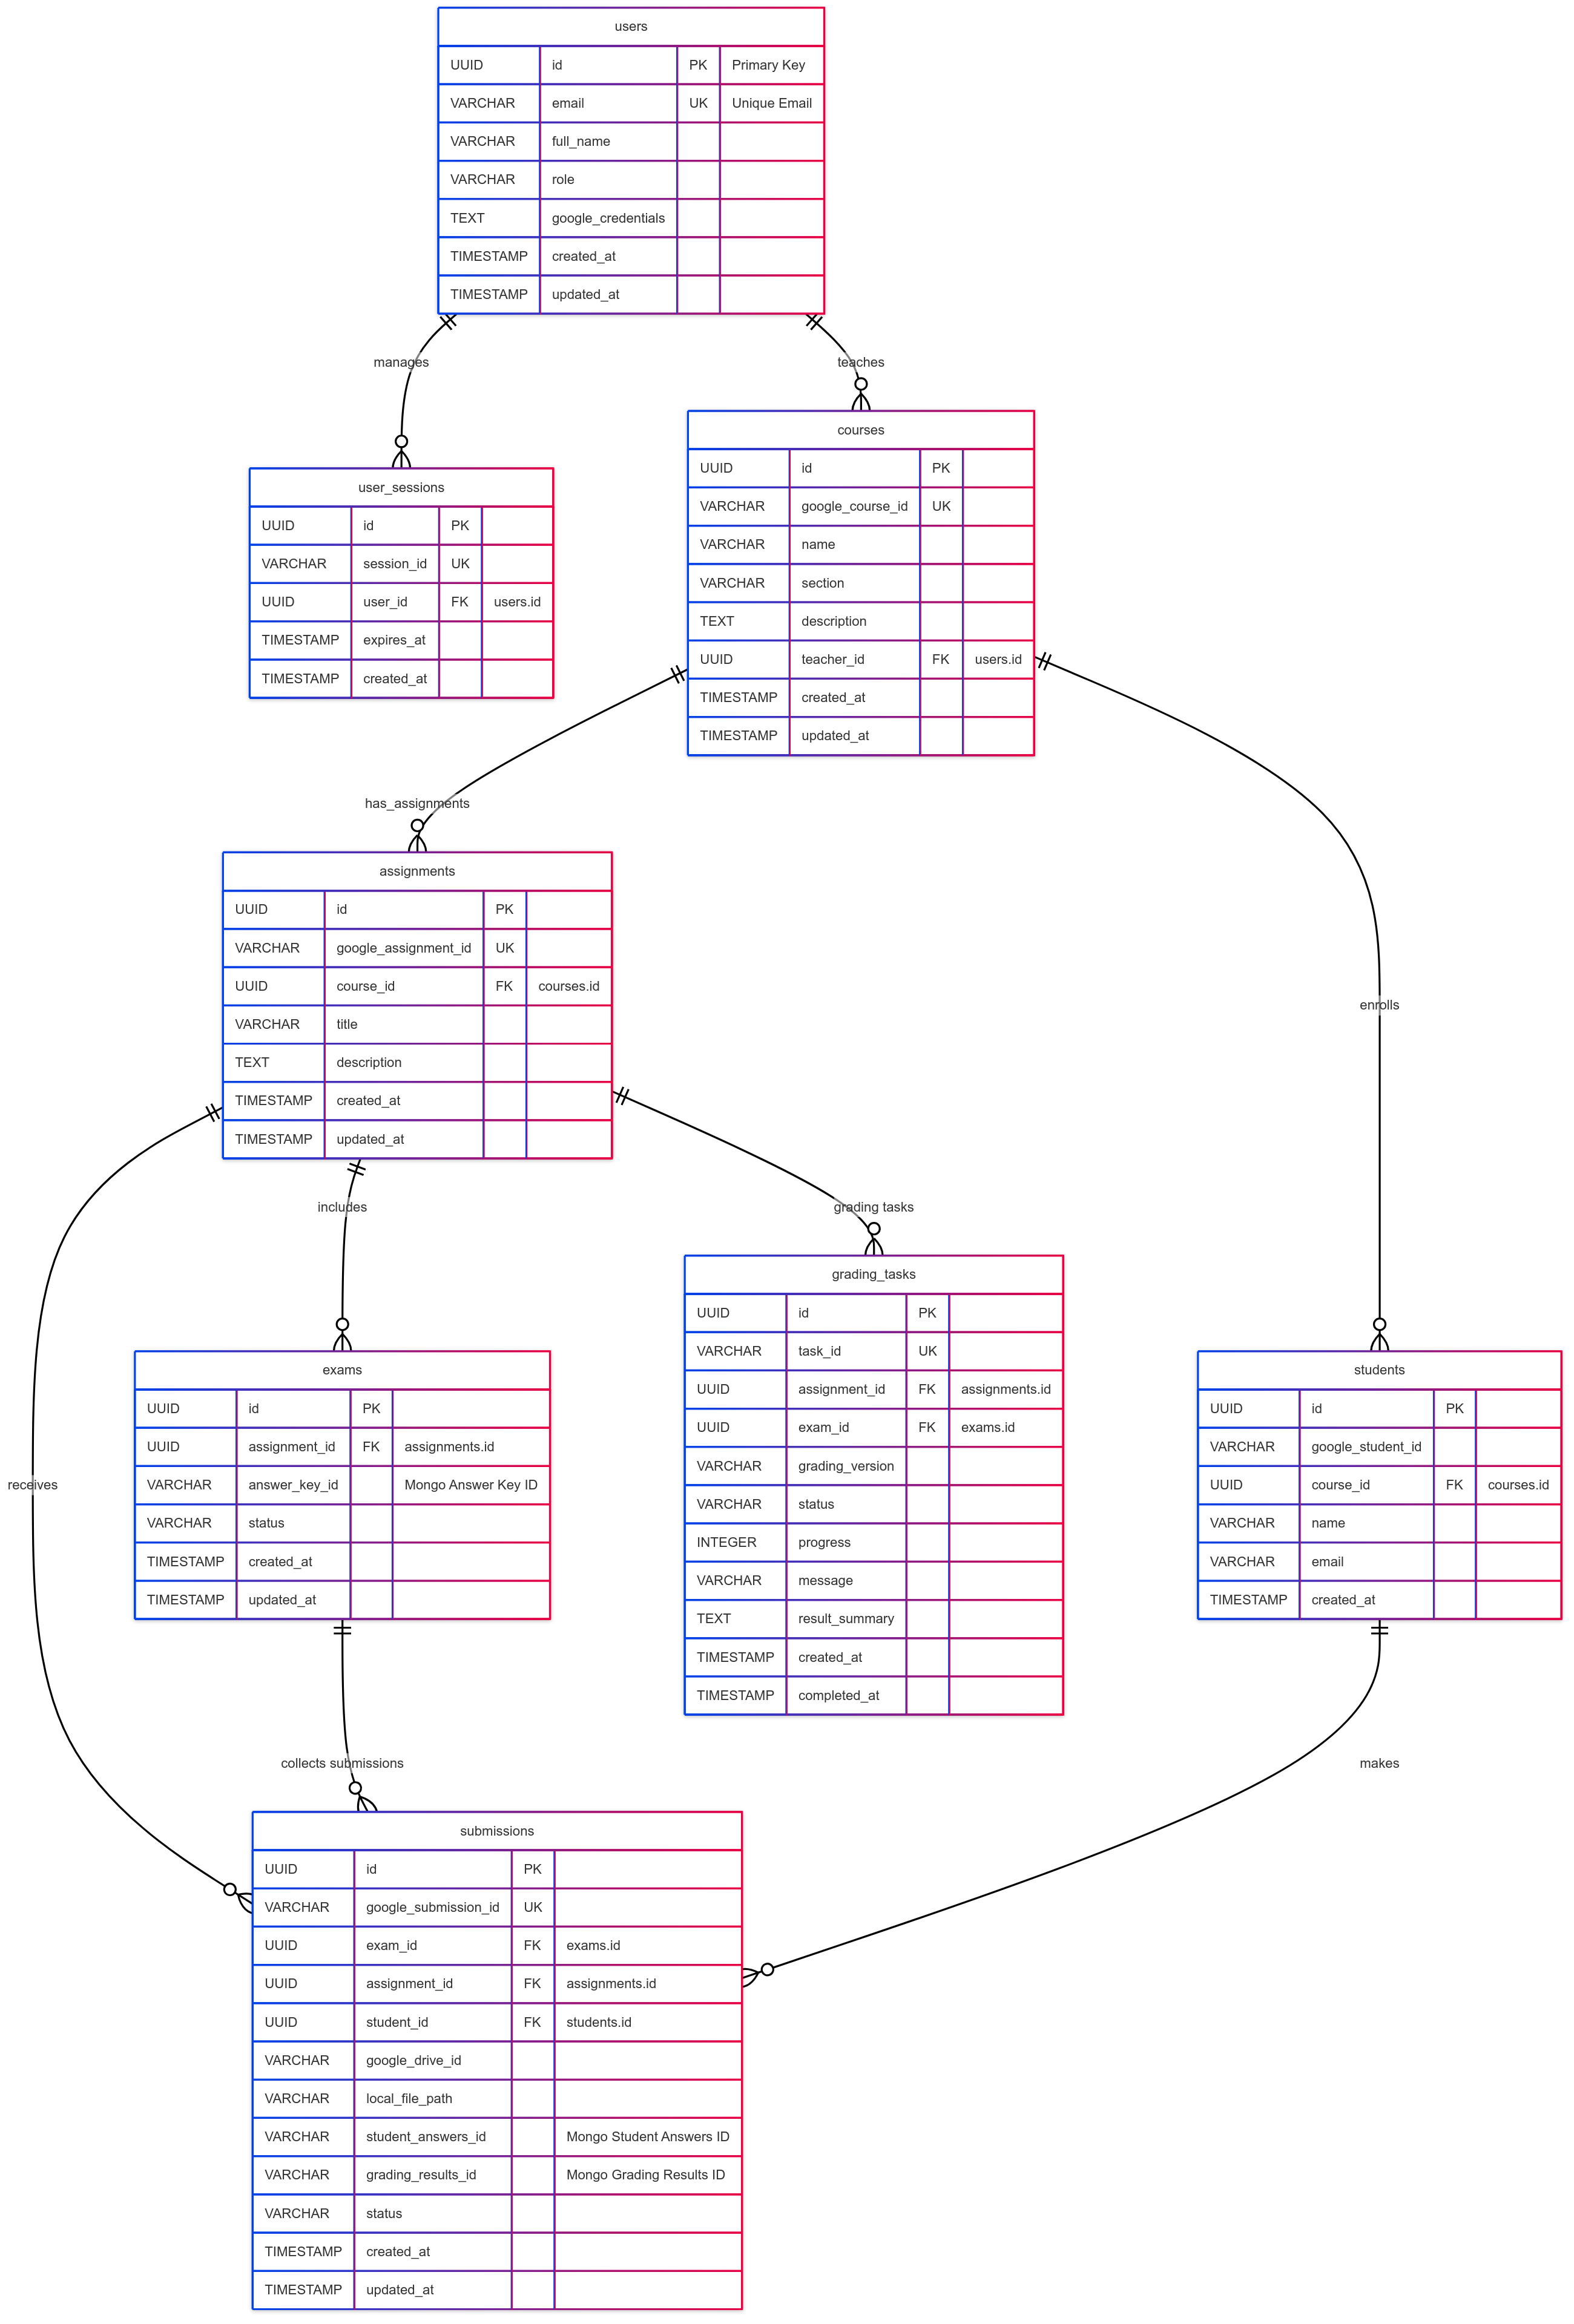 users
UUID id PK Primary Key
VARCHAR email UK Unique Email
VARCHAR full_name
VARCHAR role
TEXT google_credentials
TIMESTAMP created_at
TIMESTAMP updated_at
manages
teaches
user_sessions
UUID id PK
VARCHAR session_id UK
UUID user_id FK users.id
TIMESTAMP expires_at
TIMESTAMP created_at
courses
UUID id PK
VARCHAR google_course_id UK
VARCHAR name
VARCHAR section
TEXT description
UUID teacher_id FK users.id
TIMESTAMP created_at
TIMESTAMP updated_at
has_assignments
enrolls
assignments
UUID id PK
VARCHAR google_assignment_id UK
UUID course_id FK courses.id
VARCHAR title
TEXT description
TIMESTAMP created_at
TIMESTAMP updated_at
receives
includes
grading tasks
exams
UUID id PK
UUID assignment_id FK assignments.id
VARCHAR answer_key_id Mongo Answer Key ID
VARCHAR status
TIMESTAMP created_at
TIMESTAMP updated_at
grading_tasks
UUID id PK
VARCHAR task_id UK
UUID assignment_id FK assignments.id
UUID exam_id FK exams.id
VARCHAR grading_version
VARCHAR status
INTEGER progress
VARCHAR message
TEXT result_summary
TIMESTAMP created_at
TIMESTAMP completed_at
students
UUID id PK
VARCHAR google_student_id
UUID course_id FK courses.id
VARCHAR name
VARCHAR email
TIMESTAMP created_at
collects submissions
makes
submissions
UUID id PK
VARCHAR google_submission_id UK
UUID exam_id FK exams.id
UUID assignment_id FK assignments.id
UUID student_id FK students.id
VARCHAR google_drive_id
VARCHAR local_file_path
VARCHAR student_answers_id Mongo Student Answers ID
VARCHAR grading_results_id Mongo Grading Results ID
VARCHAR status
TIMESTAMP created_at
TIMESTAMP updated_at